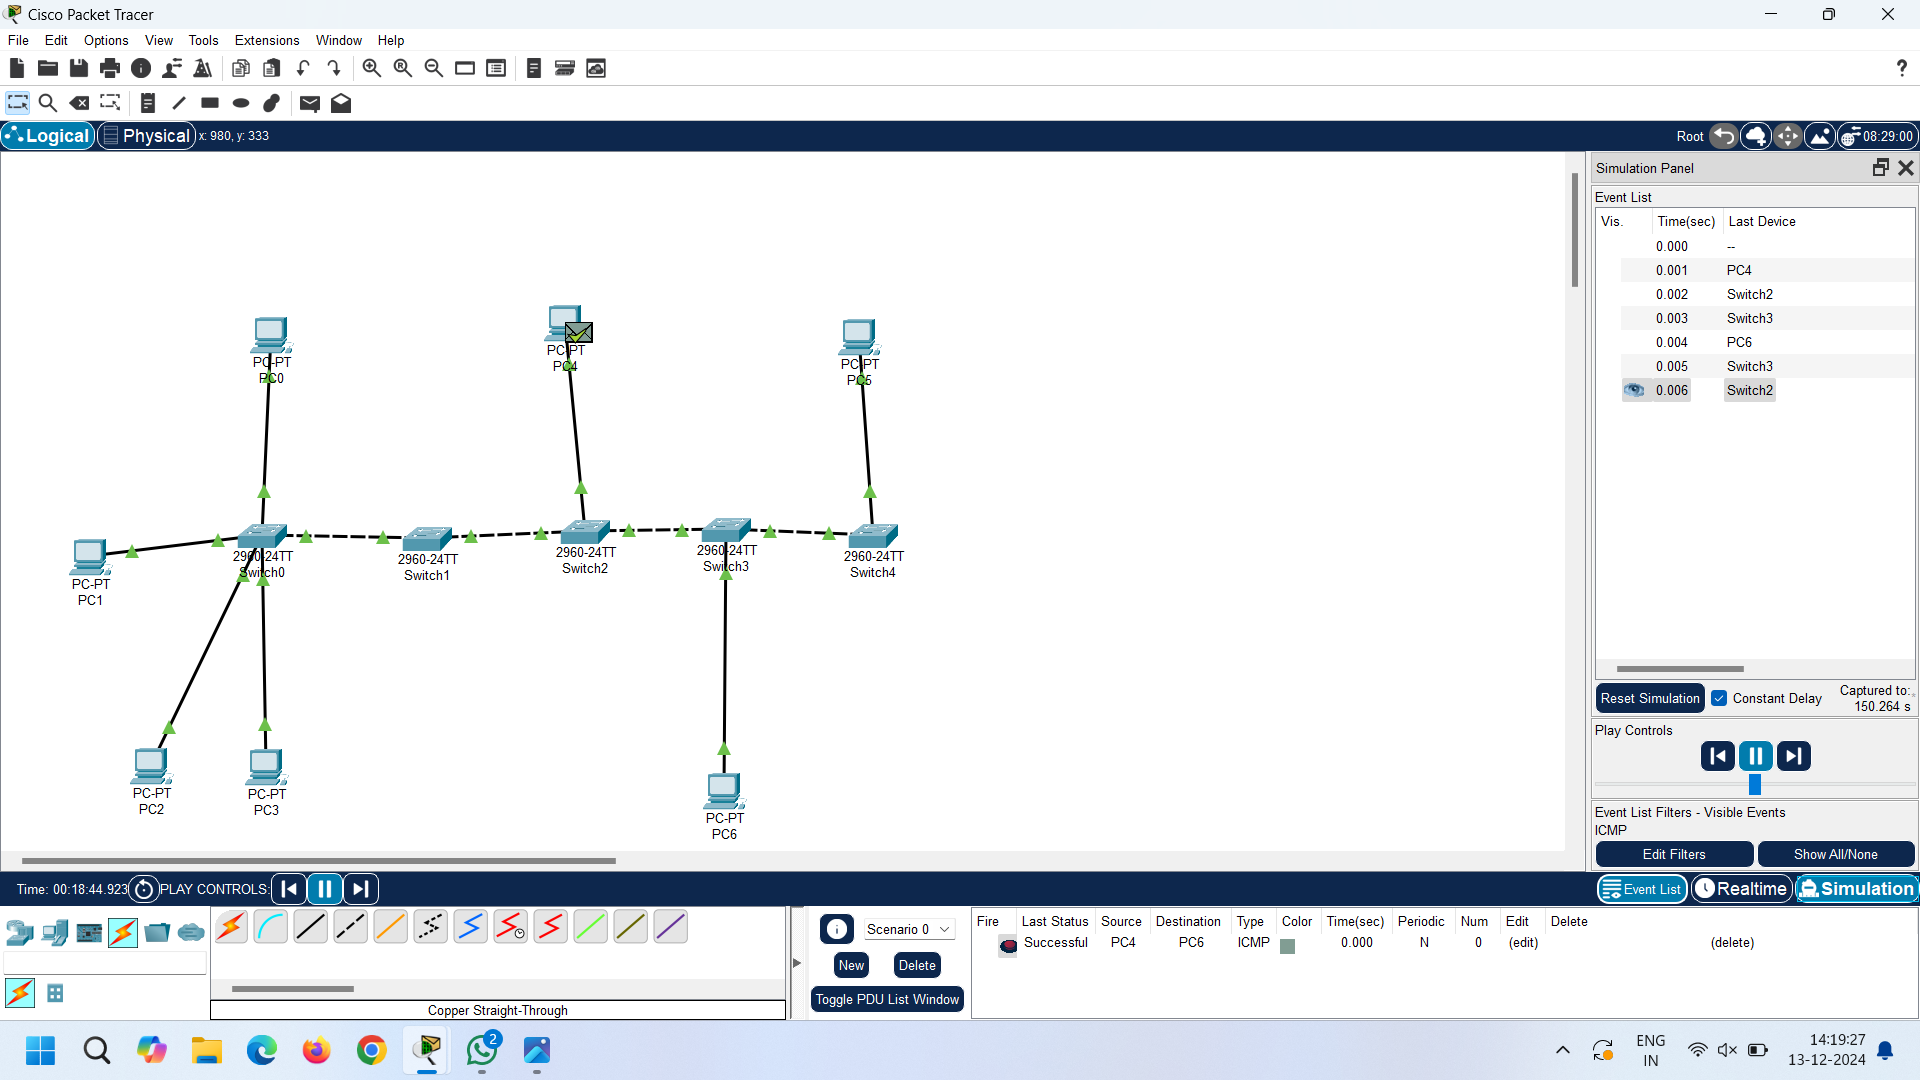 Cisco Packet Tracer
File Edit Options View Tools Extensions Window Help
?
Logical Physical x: 980, y: 333 Root 08:29:00
Simulation Panel
Event List
Vis. Time(sec) Last Device
0.000 --
0.001 PC4
0.002 Switch2
0.003 Switch3
0.004 PC6
0.005 Switch3
0.006 Switch2
PC-PT
PC0
PC-PT
PC4
PC-PT
PC5
PC-PT
PC1
2960-24TT
Switch0
2960-24TT
Switch1
2960-24TT
Switch2
2960-24TT
Switch3
2960-24TT
Switch4
PC-PT
PC2
PC-PT
PC3
PC-PT
PC6
Reset Simulation Constant Delay Captured to:
150.264 s
Play Controls
Event List Filters - Visible Events
ICMP
Edit Filters Show All/None
Time: 00:18:44.923 PLAY CONTROLS: Event List Realtime Simulation
Scenario 0
New Delete
Toggle PDU List Window
Fire Last Status Source Destination Type Color Time(sec) Periodic Num Edit Delete
Successful PC4 PC6 ICMP 0.000 N 0 (edit) (delete)
Copper Straight-Through
2
ENG
IN
14:19:27
13-12-2024